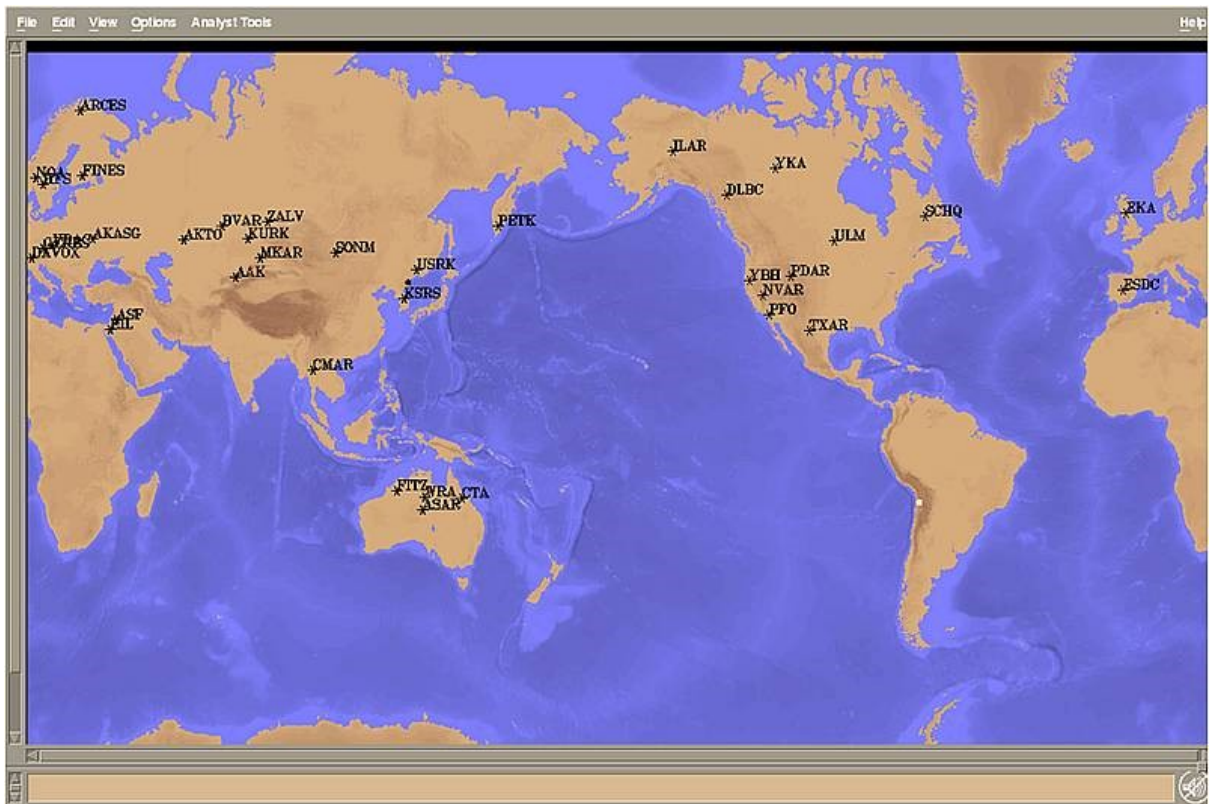 File Edit View Options Analyst Tools Help
ARCES
ILAR
YKA
NOA
FINES
DLBC
SCHQ
EKA
BVAR
ZALV
PETK
AKASG
AKTO
KURK
ULM
DAVOX
MKAR
SONM
USRK
AAK
YBH
PDAR
KSRS
NVAR
ESDC
ASF
EIL
PFO
TXAR
CMAR
FITZ
WRA
CTA
ASAR